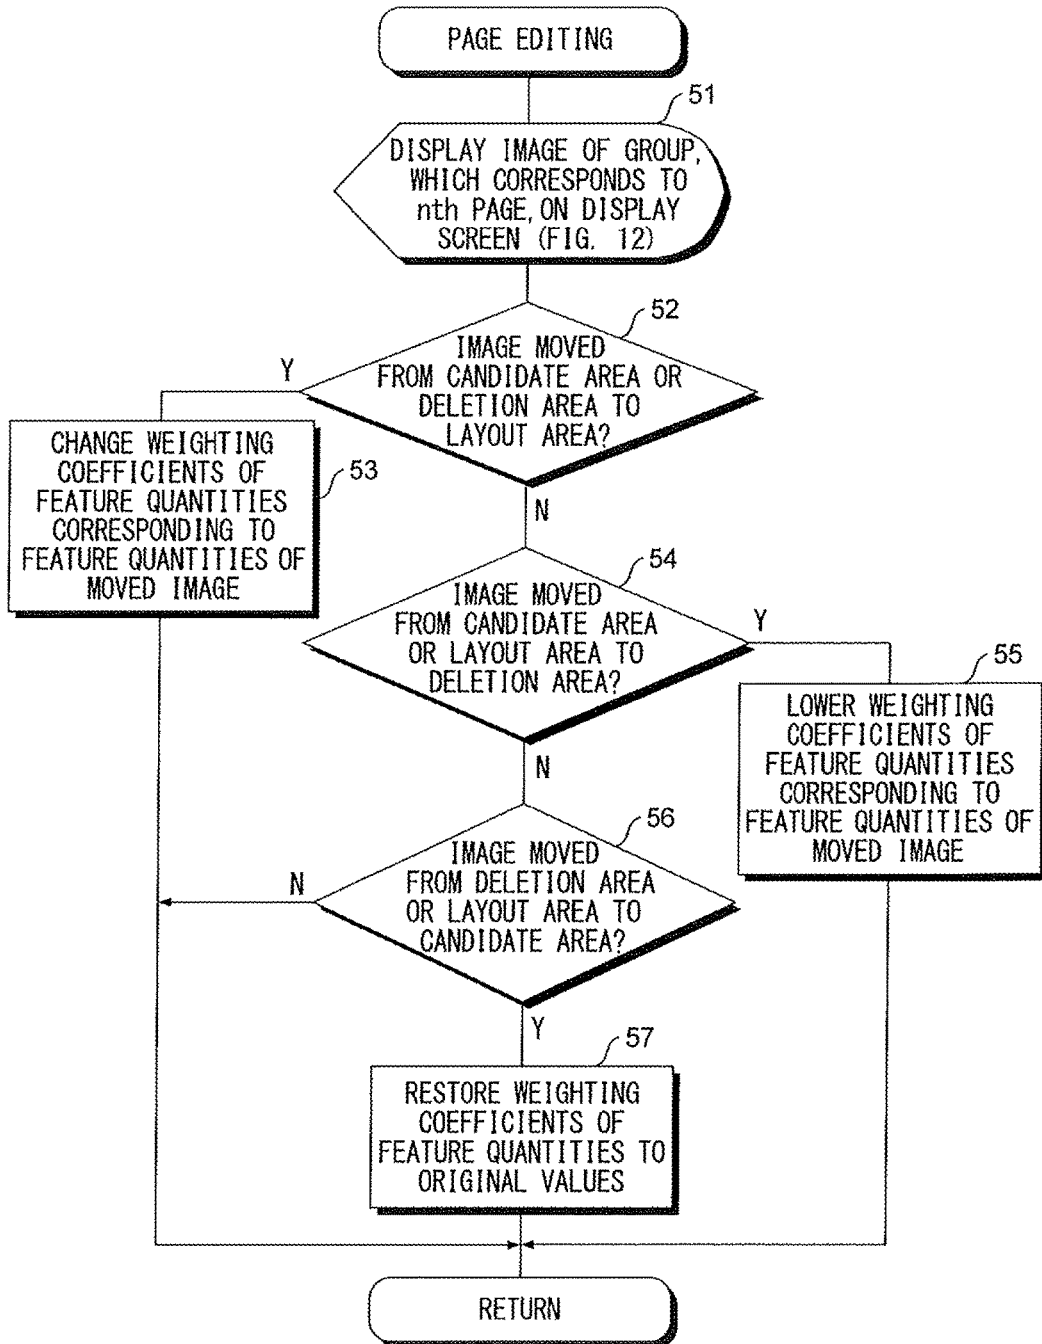 PAGE EDITING
51
DISPLAY IMAGE OF GROUP,
WHICH CORRESPONDS TO
nth PAGE, ON DISPLAY
SCREEN (FIG. 12)
52
IMAGE MOVED
FROM CANDIDATE AREA OR
DELETION AREA TO
LAYOUT AREA?
Y
N
CHANGE WEIGHTING
COEFFICIENTS OF
FEATURE QUANTITIES
CORRESPONDING TO
FEATURE QUANTITIES OF
MOVED IMAGE
53
54
IMAGE MOVED
FROM CANDIDATE AREA
OR LAYOUT AREA TO
DELETION AREA?
Y
N
55
LOWER WEIGHTING
COEFFICIENTS OF
FEATURE QUANTITIES
CORRESPONDING TO
FEATURE QUANTITIES OF
MOVED IMAGE
56
IMAGE MOVED
FROM DELETION AREA
OR LAYOUT AREA TO
CANDIDATE AREA?
N
Y
57
RESTORE WEIGHTING
COEFFICIENTS OF
FEATURE QUANTITIES TO
ORIGINAL VALUES
RETURN